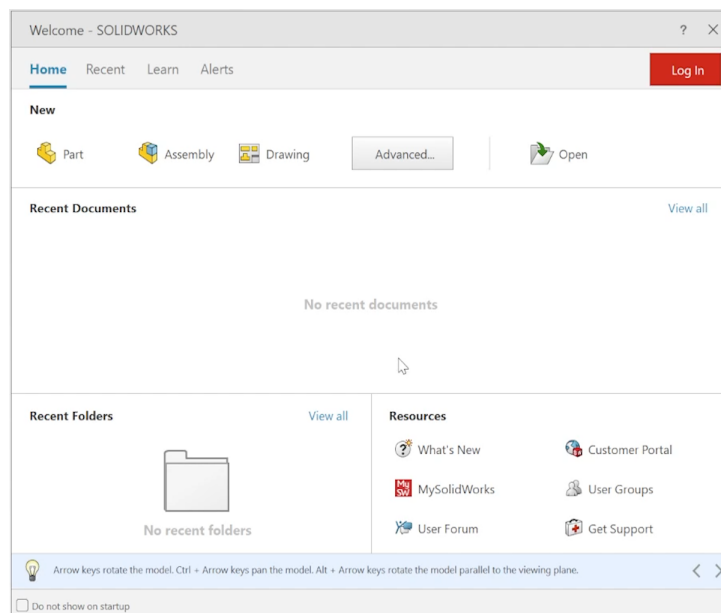 Welcome - SOLIDWORKS
?
Home Recent Learn Alerts
Log In
New
Part Assembly Drawing Advanced... Open
Recent Documents View all
No recent documents
Recent Folders View all
No recent folders
Resources
What's New Customer Portal
My SW MySolidWorks User Groups
User Forum Get Support
Arrow keys rotate the model. Ctrl + Arrow keys pan the model. Alt + Arrow keys rotate the model parallel to the viewing plane.
Do not show on startup